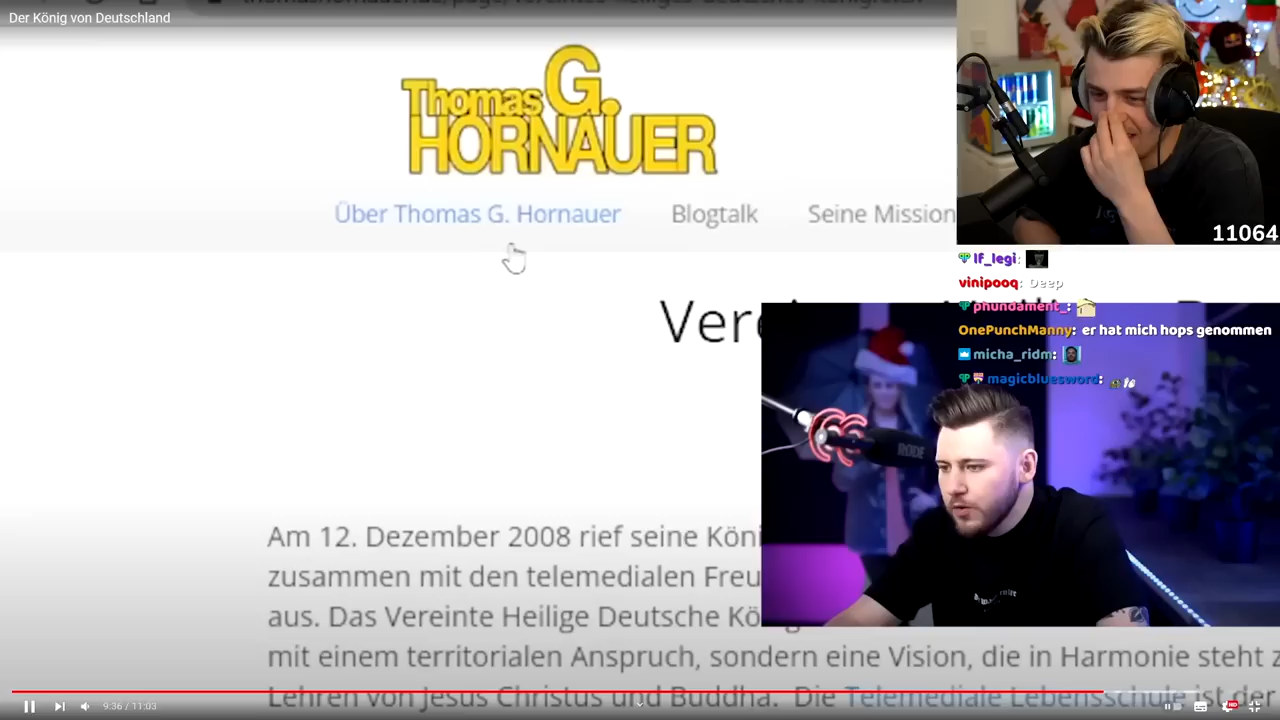 Der König von Deutschland
Thomas G.
HORNAUER
Über Thomas G. Hornauer Blogtalk Seine Mission
11064
lf_legi:
vinipooq: Deep
phundament_:
OnePunchManny: er hat mich hops genommen
micha_ridm:
magicbluesword:
RØDE
Am 12. Dezember 2008 rief seine Köni
zusammen mit den telemedialen Freu
aus. Das Vereinte Heilige Deutsche Kö
mit einem territorialen Anspruch, sondern eine Vision, die in Harmonie steht z
Lehren von Jesus Christus und Buddha. Die Telemediale Lebensschule ist der
9:36 / 11:03
HD